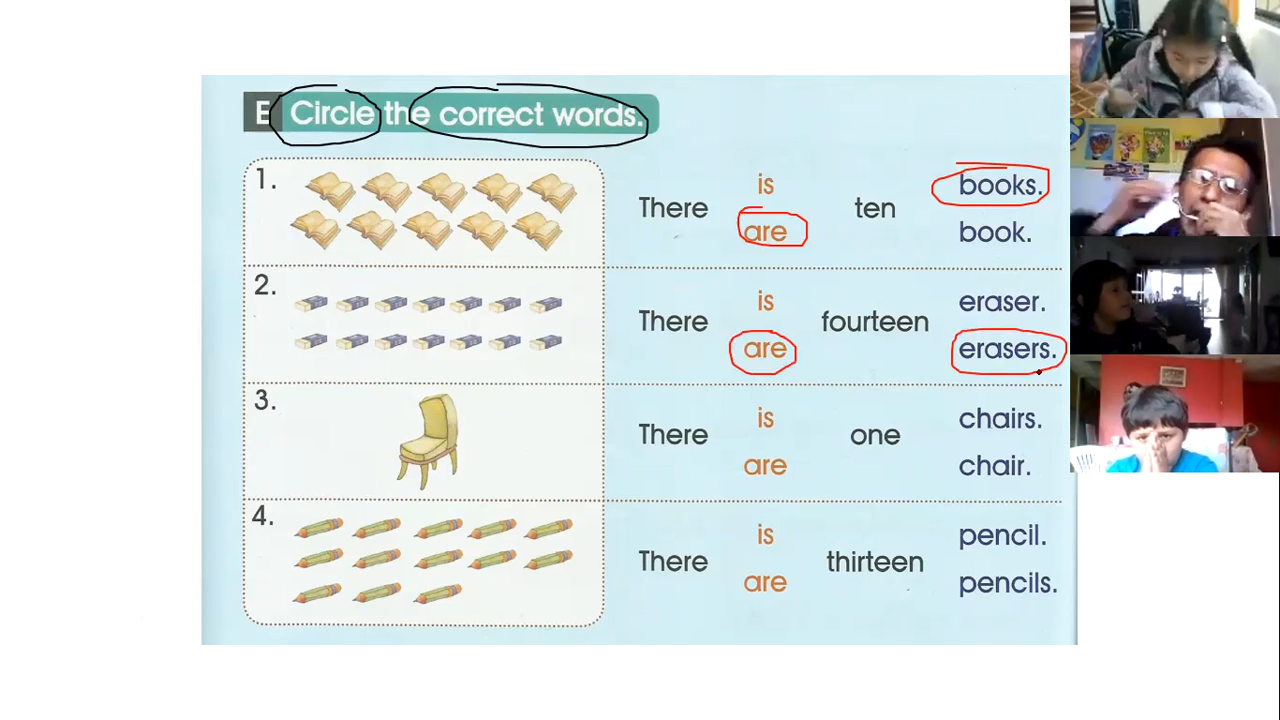 E Circle the correct words.
1. There is are ten books. book.
2. There is are fourteen eraser. erasers.
3. There is are one chairs. chair.
4. There is are thirteen pencil. pencils.